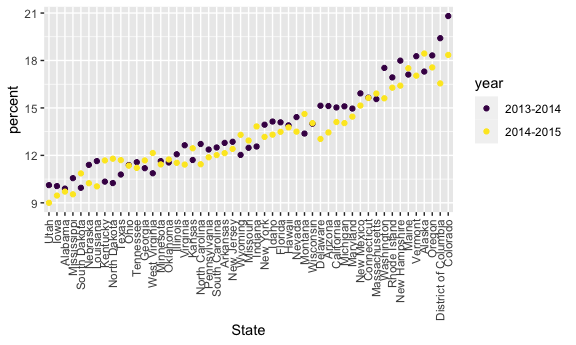 21
18
15
12
9
percent
Utah
Iowa
Alabama
Mississippi
South Dakota
Nebraska
Louisiana
Kentucky
North Dakota
Texas
Ohio
Tennessee
Georgia
West Virginia
Minnesota
Oklahoma
Illinois
Virginia
Kansas
North Carolina
Pennsylvania
South Carolina
Arkansas
New Jersey
Wyoming
Missouri
Indiana
New York
Idaho
Florida
Hawaii
Nevada
Montana
Wisconsin
Delaware
Arizona
California
Michigan
Maryland
New Mexico
Connecticut
Massachusetts
Washington
Rhode Island
New Hampshire
Maine
Vermont
Alaska
Oregon
District of Columbia
Colorado
State
year
2013-2014
2014-2015